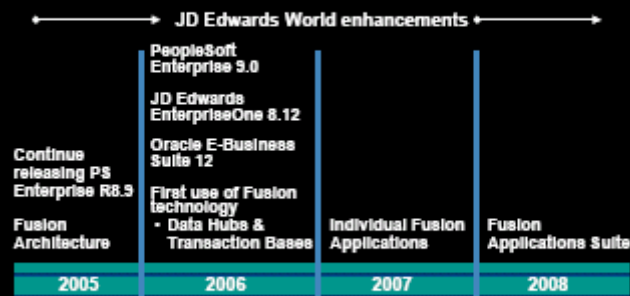 JD Edwards World enhancements
PeopleSoft
Enterprise 9.0
JD Edwards
EnterpriseOne 8.12
Oracle E-Business
Suite 12
First use of Fusion
technology
• Data Hubs &
Transaction Bases
Continue
releasing PS
Enterprise R8.9
Fusion
Architecture
Individual Fusion
Applications
Fusion
Applications Suite
2005
2006
2007
2008